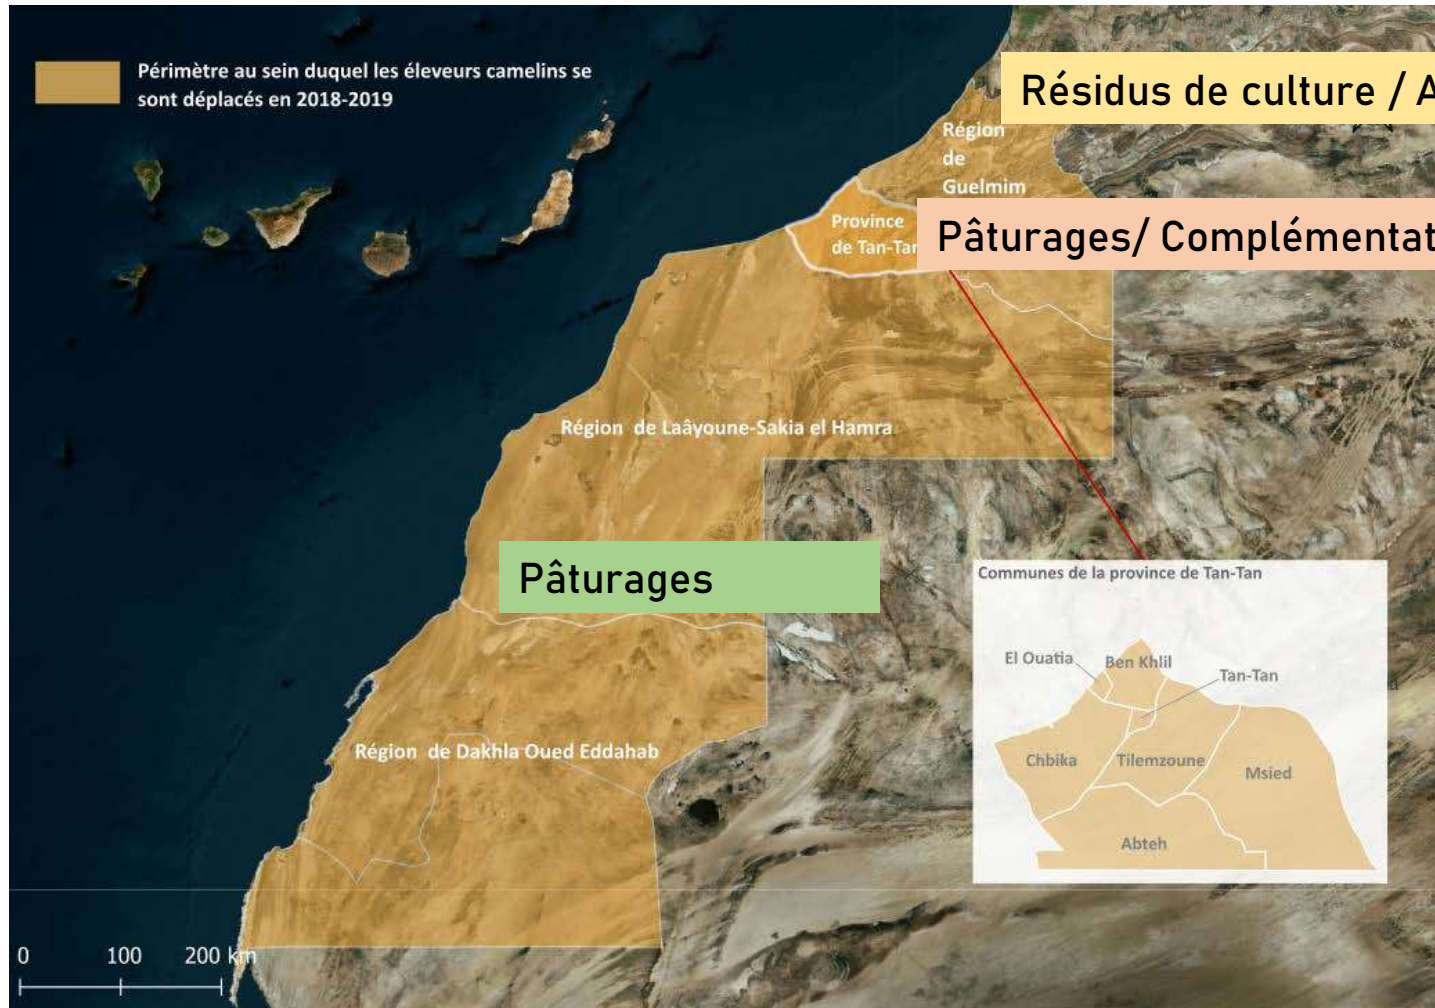 Périmètre au sein duquel les éleveurs camelins se
sont déplacés en 2018-2019
Résidus de culture / A
Région
de
Guelmim
Province
de Tan-Tan
Pâturages/ Complémentat
Région de Laâyoune-Sakia el Hamra
Pâturages
Communes de la province de Tan-Tan
El Ouatia
Ben Khlil
Tan-Tan
Chbika
Tilemzoune
Msied
Abteh
Région de Dakhla Oued Eddahab
0 100 200 km